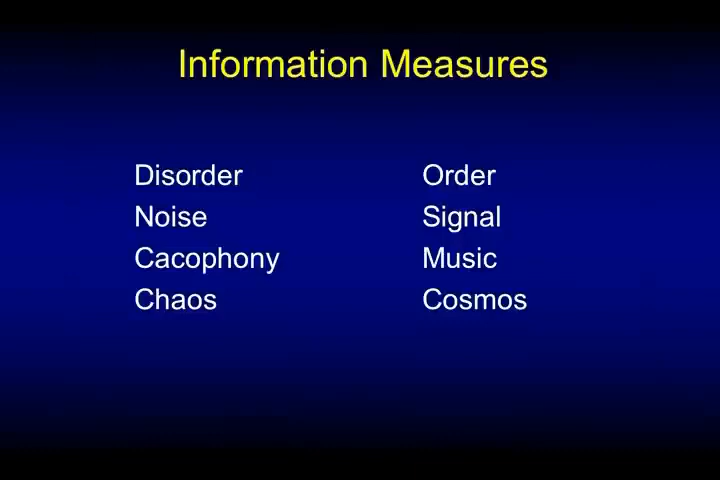 Information Measures
Disorder Order
Noise Signal
Cacophony Music
Chaos Cosmos